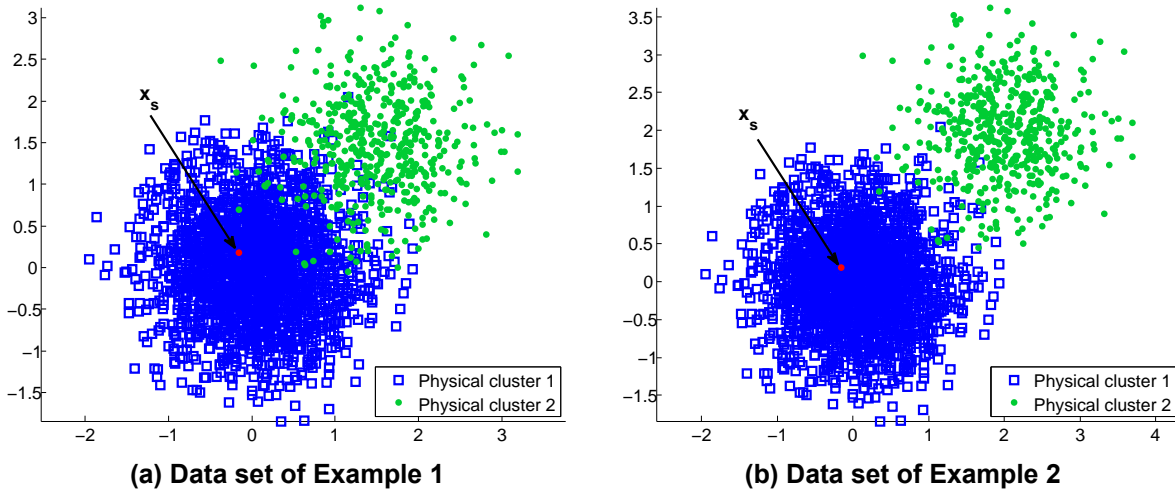 3
2.5
2
1.5
1
0.5
0
−0.5
−1
−1.5
−2 −1 0 1 2 3
x_s
Physical cluster 1
Physical cluster 2
(a) Data set of Example 1
3.5
3
2.5
2
1.5
1
0.5
0
−0.5
−1
−1.5
−2 −1 0 1 2 3 4
x_s
Physical cluster 1
Physical cluster 2
(b) Data set of Example 2